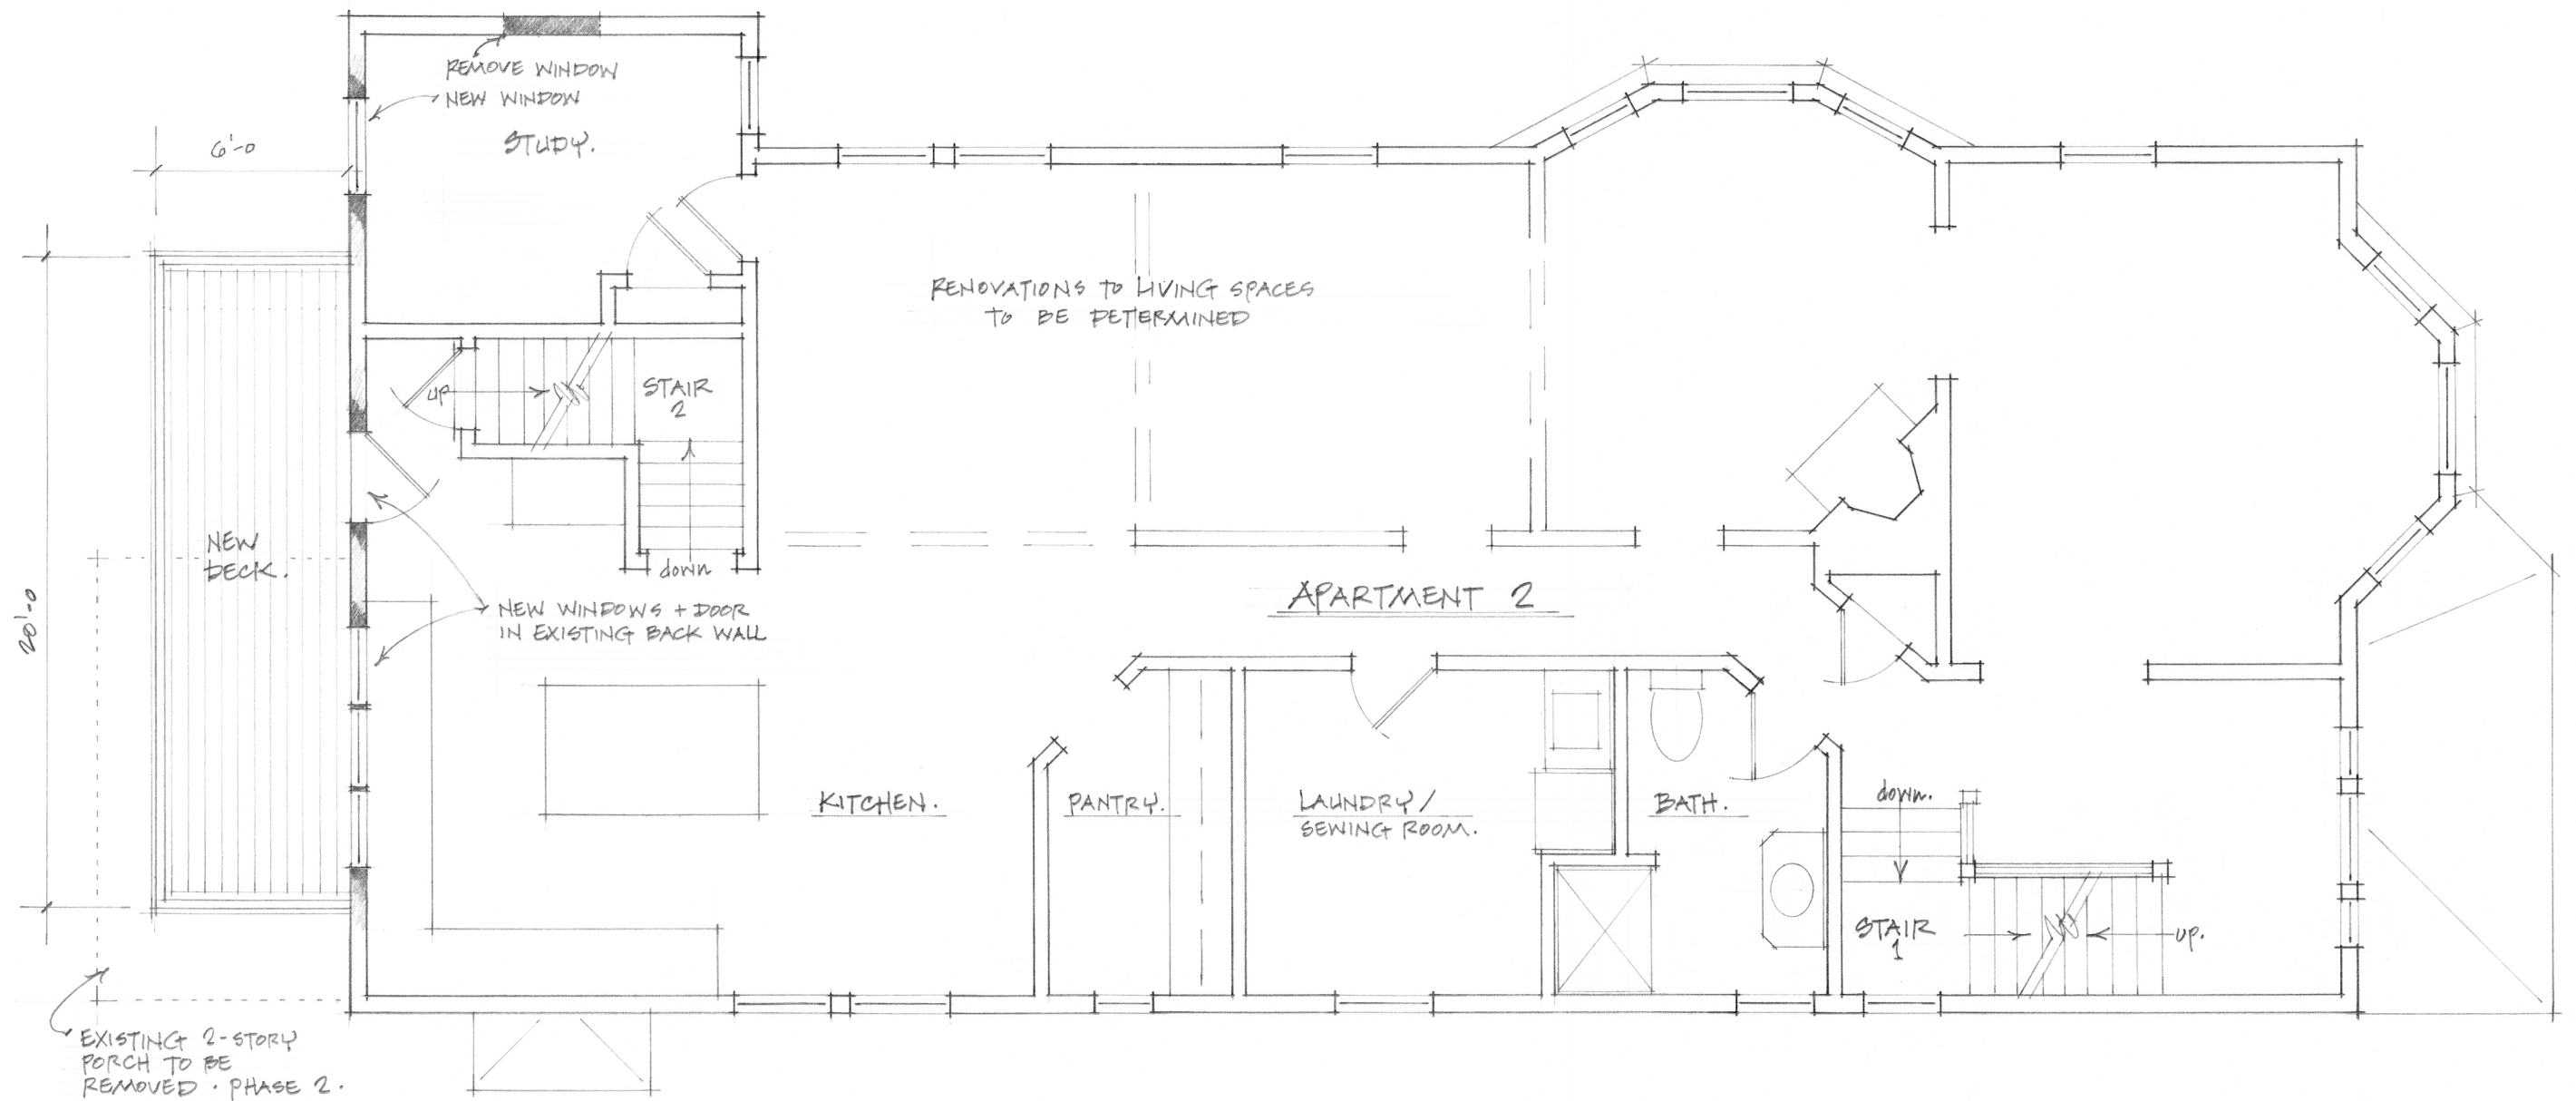 REMOVE WINDOW
NEW WINDOW
STUDY.
6'-0
RENOVATIONS TO LIVING SPACES
TO BE DETERMINED
up
STAIR
2
down
NEW
DECK.
20'-0
NEW WINDOWS + DOOR
IN EXISTING BACK WALL
APARTMENT 2
KITCHEN.
PANTRY.
LAUNDRY/
SEWING ROOM.
BATH.
down.
STAIR
1
up.
EXISTING 2-STORY
PORCH TO BE
REMOVED . PHASE 2.